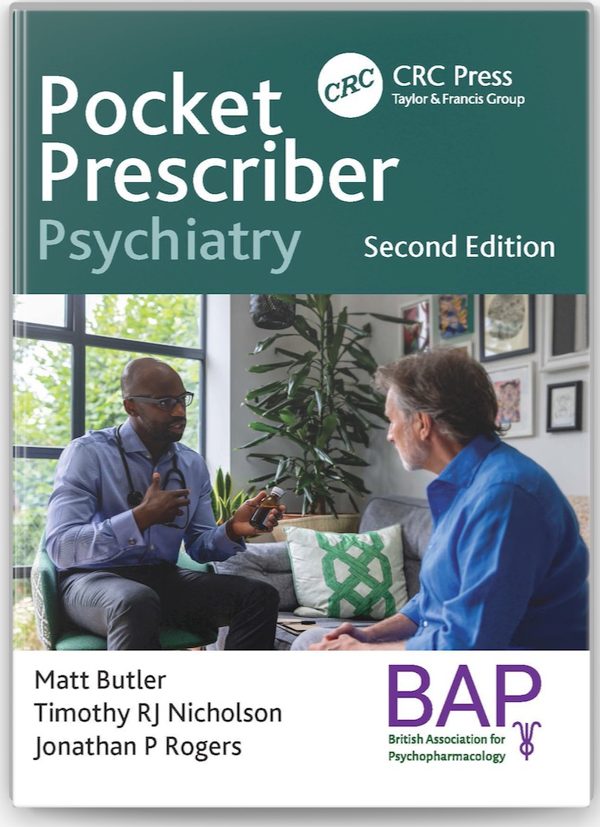 CRC
CRC Press
Taylor & Francis Group
Pocket
Prescriber
Psychiatry
Second Edition
Matt Butler
Timothy RJ Nicholson
Jonathan P Rogers
BAP
British Association for
Psychopharmacology